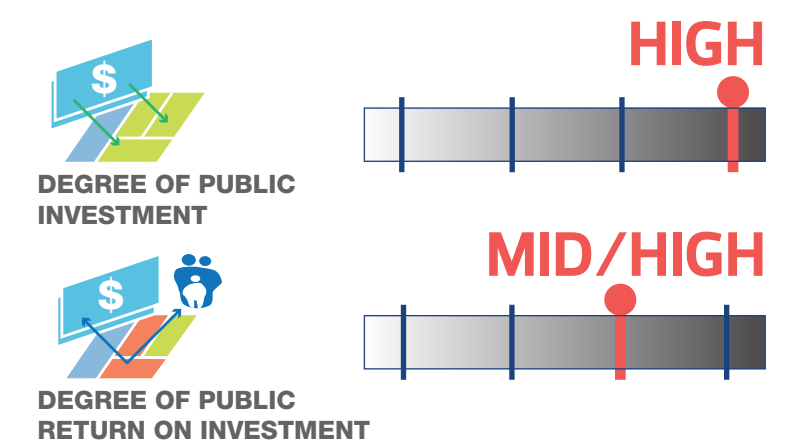 HIGH
$
DEGREE OF PUBLIC
INVESTMENT
MID/HIGH
$
DEGREE OF PUBLIC
RETURN ON INVESTMENT